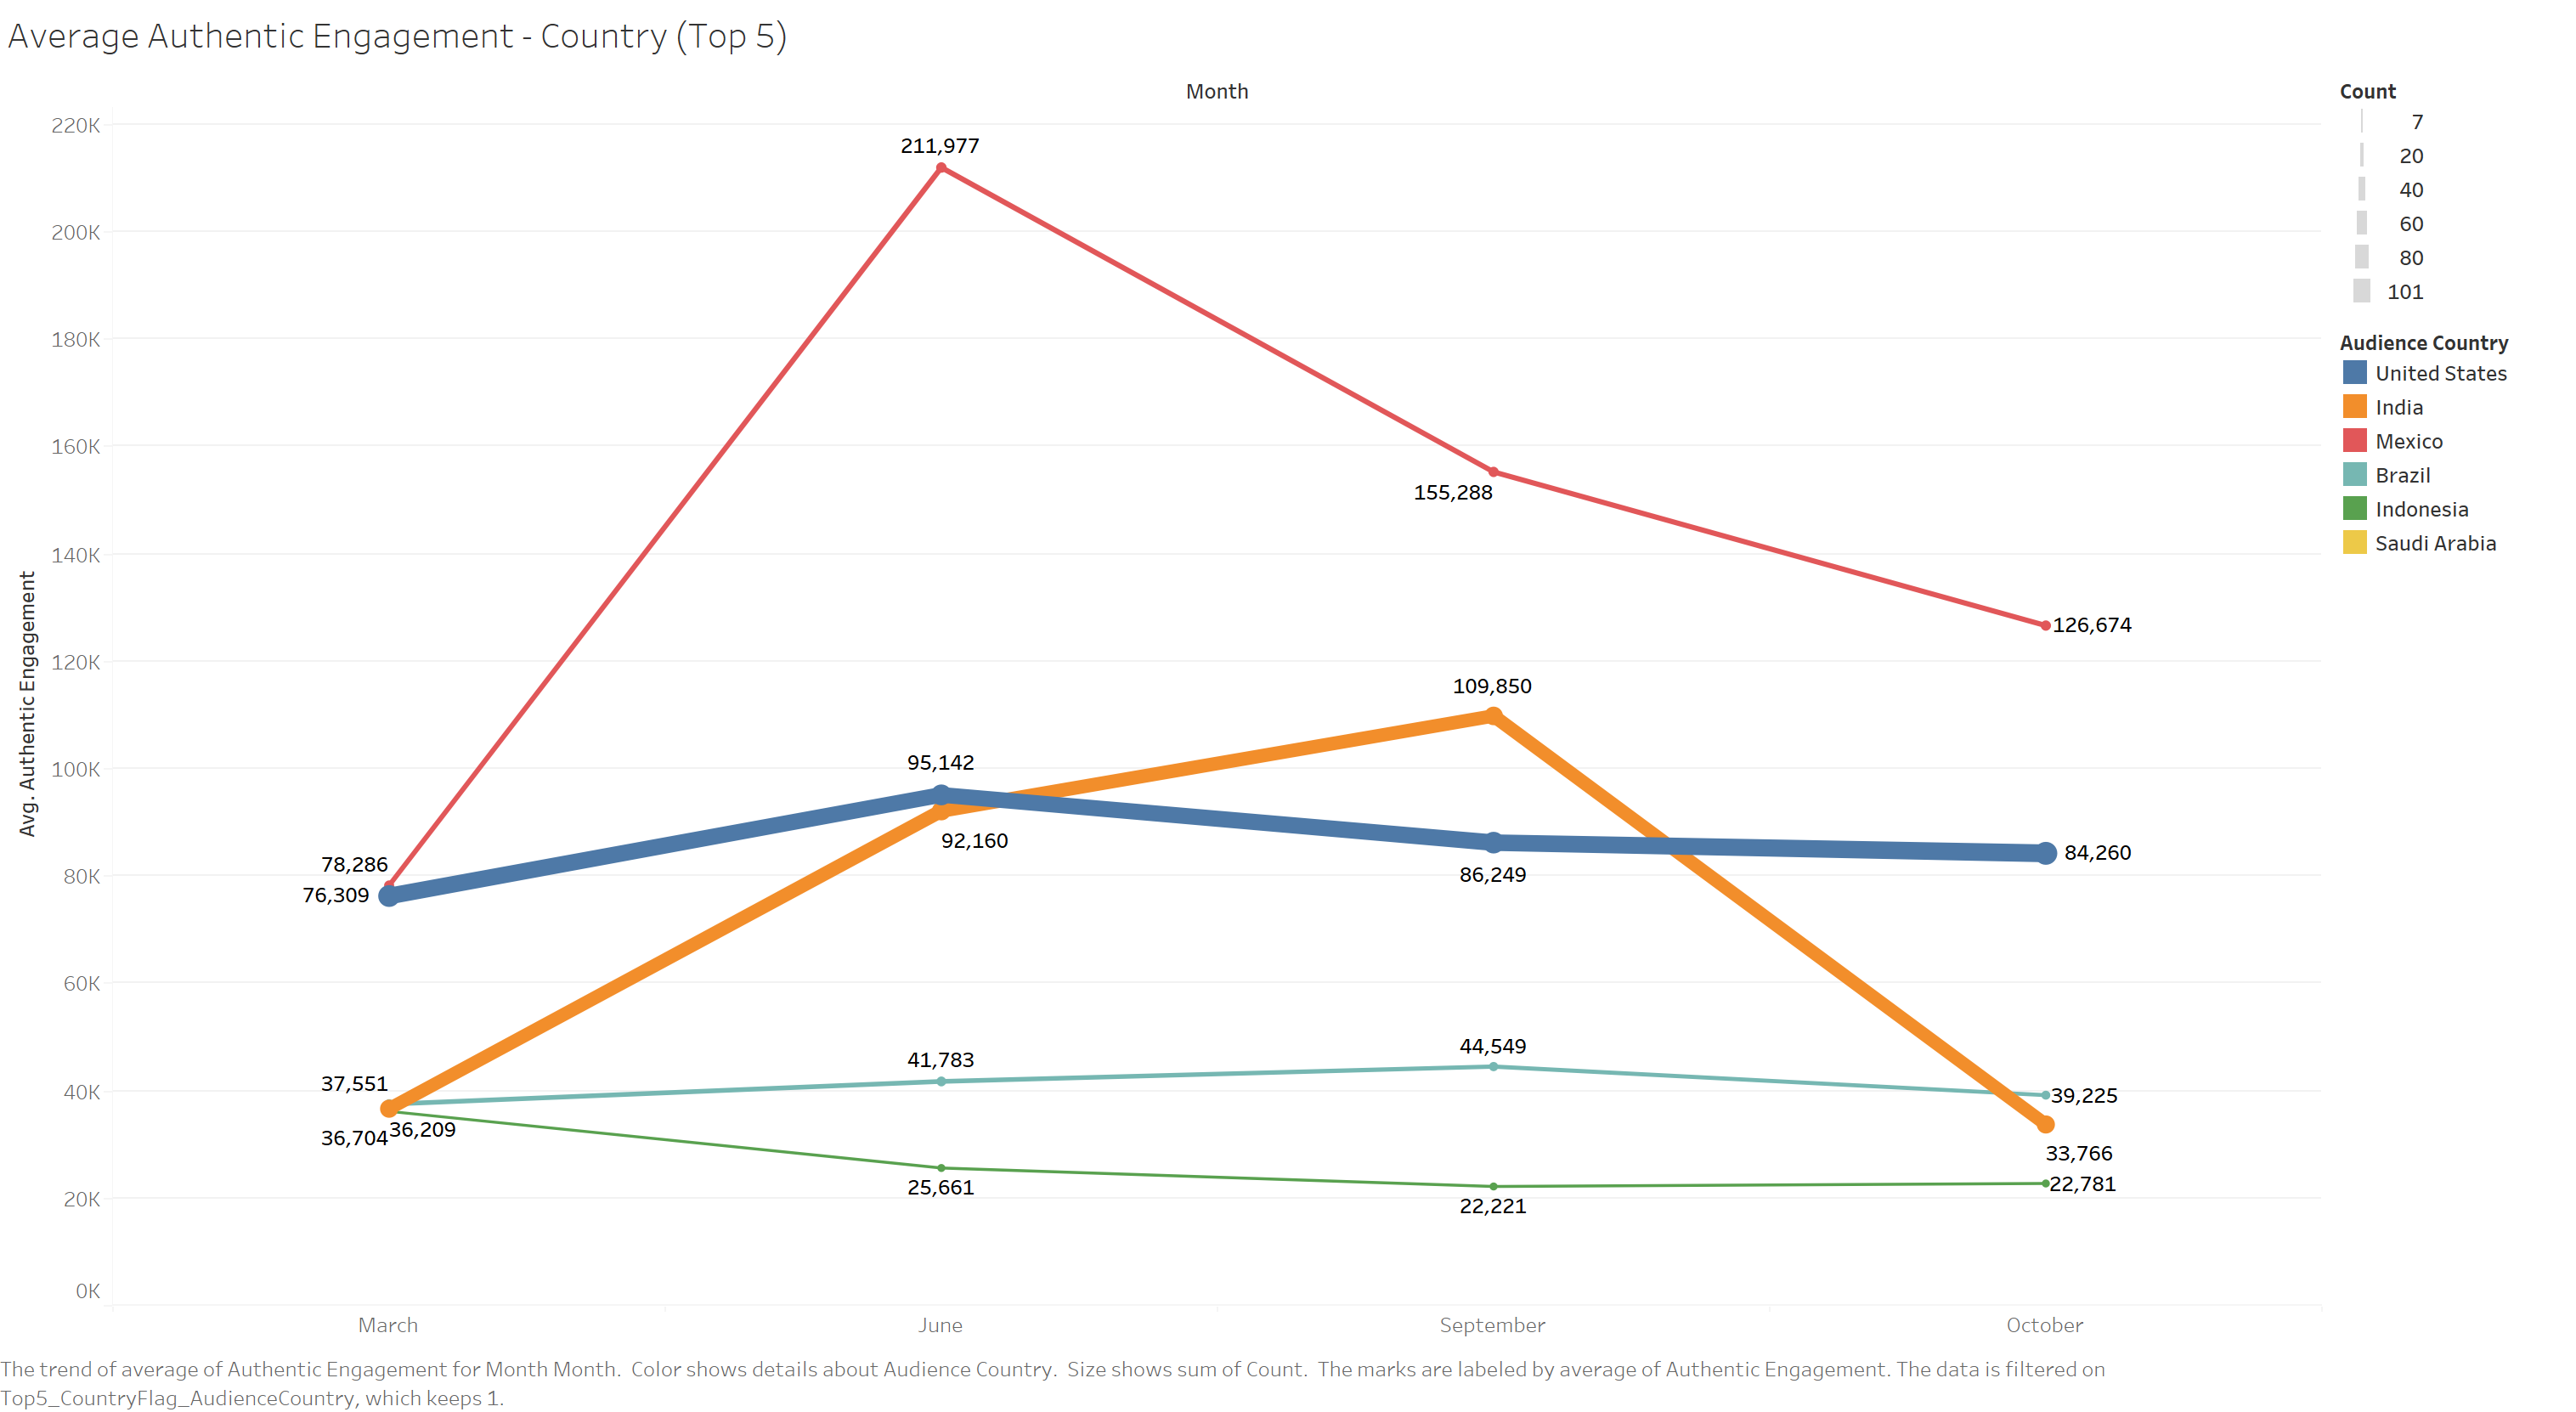 Average Authentic Engagement - Country (Top 5)
Month
Avg. Authentic Engagement
220K
200K
180K
160K
140K
120K
100K
80K
60K
40K
20K
0K
211,977
155,288
126,674
109,850
95,142
92,160
78,286
76,309
86,249
84,260
44,549
41,783
37,551
39,225
36,209
36,704
33,766
25,661
22,221
22,781
March
June
September
October
Count
7
20
40
60
80
101
Audience Country
United States
India
Mexico
Brazil
Indonesia
Saudi Arabia
The trend of average of Authentic Engagement for Month Month.  Color shows details about Audience Country.  Size shows sum of Count.  The marks are labeled by average of Authentic Engagement. The data is filtered on
Top5_CountryFlag_AudienceCountry, which keeps 1.